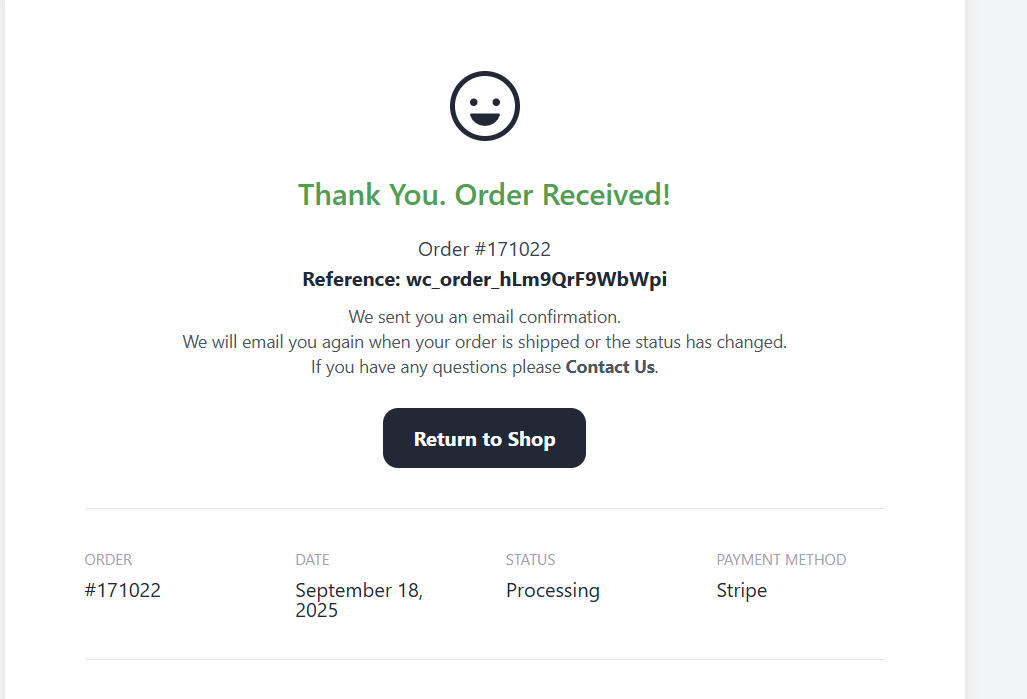 Thank You. Order Received!
Order #171022
Reference: wc_order_hLm9QrF9WbWpi
We sent you an email confirmation.
We will email you again when your order is shipped or the status has changed.
If you have any questions please Contact Us.
Return to Shop
ORDER
#171022
DATE
September 18,
2025
STATUS
Processing
PAYMENT METHOD
Stripe